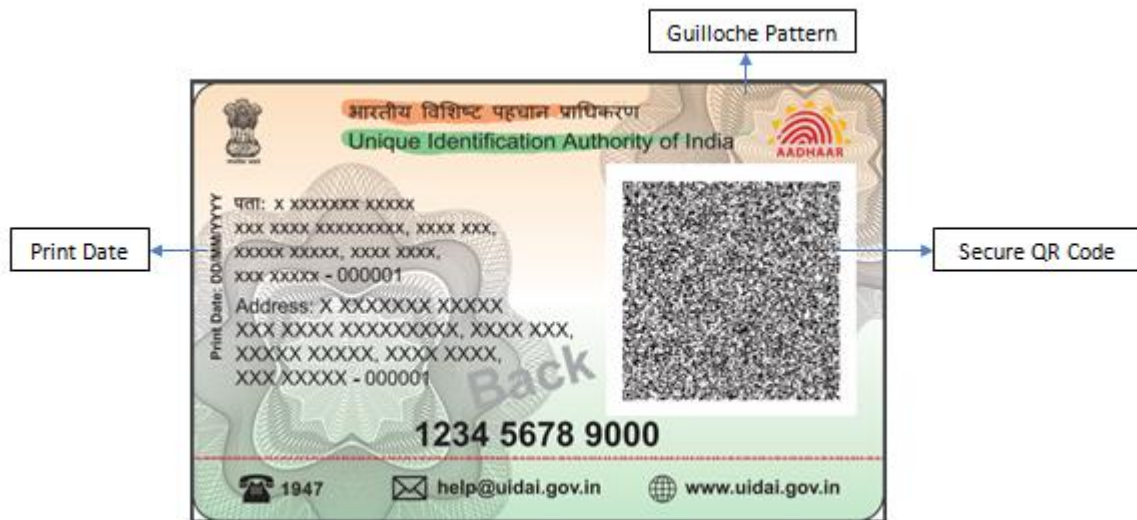 Guilloche Pattern
भारतीय विशिष्ट पहचान प्राधिकरण
Unique Identification Authority of India
AADHAAR
Print Date
Print Date: DD/MM/YYYY
पता: x xxxxxxx xxxxx
xxx xxxx xxxxxxxxx, xxxx xxx,
xxxxx xxxxx, xxxx xxxx,
xxx xxxxx - 000001
Address: X XXXXXXX XXXXX
XXX XXXX XXXXXXXXX, XXXX XXX,
XXXXX XXXXX, XXXX XXXX,
XXX XXXXX - 000001
Back
Secure QR Code
1234 5678 9000
1947 help@uidai.gov.in www.uidai.gov.in